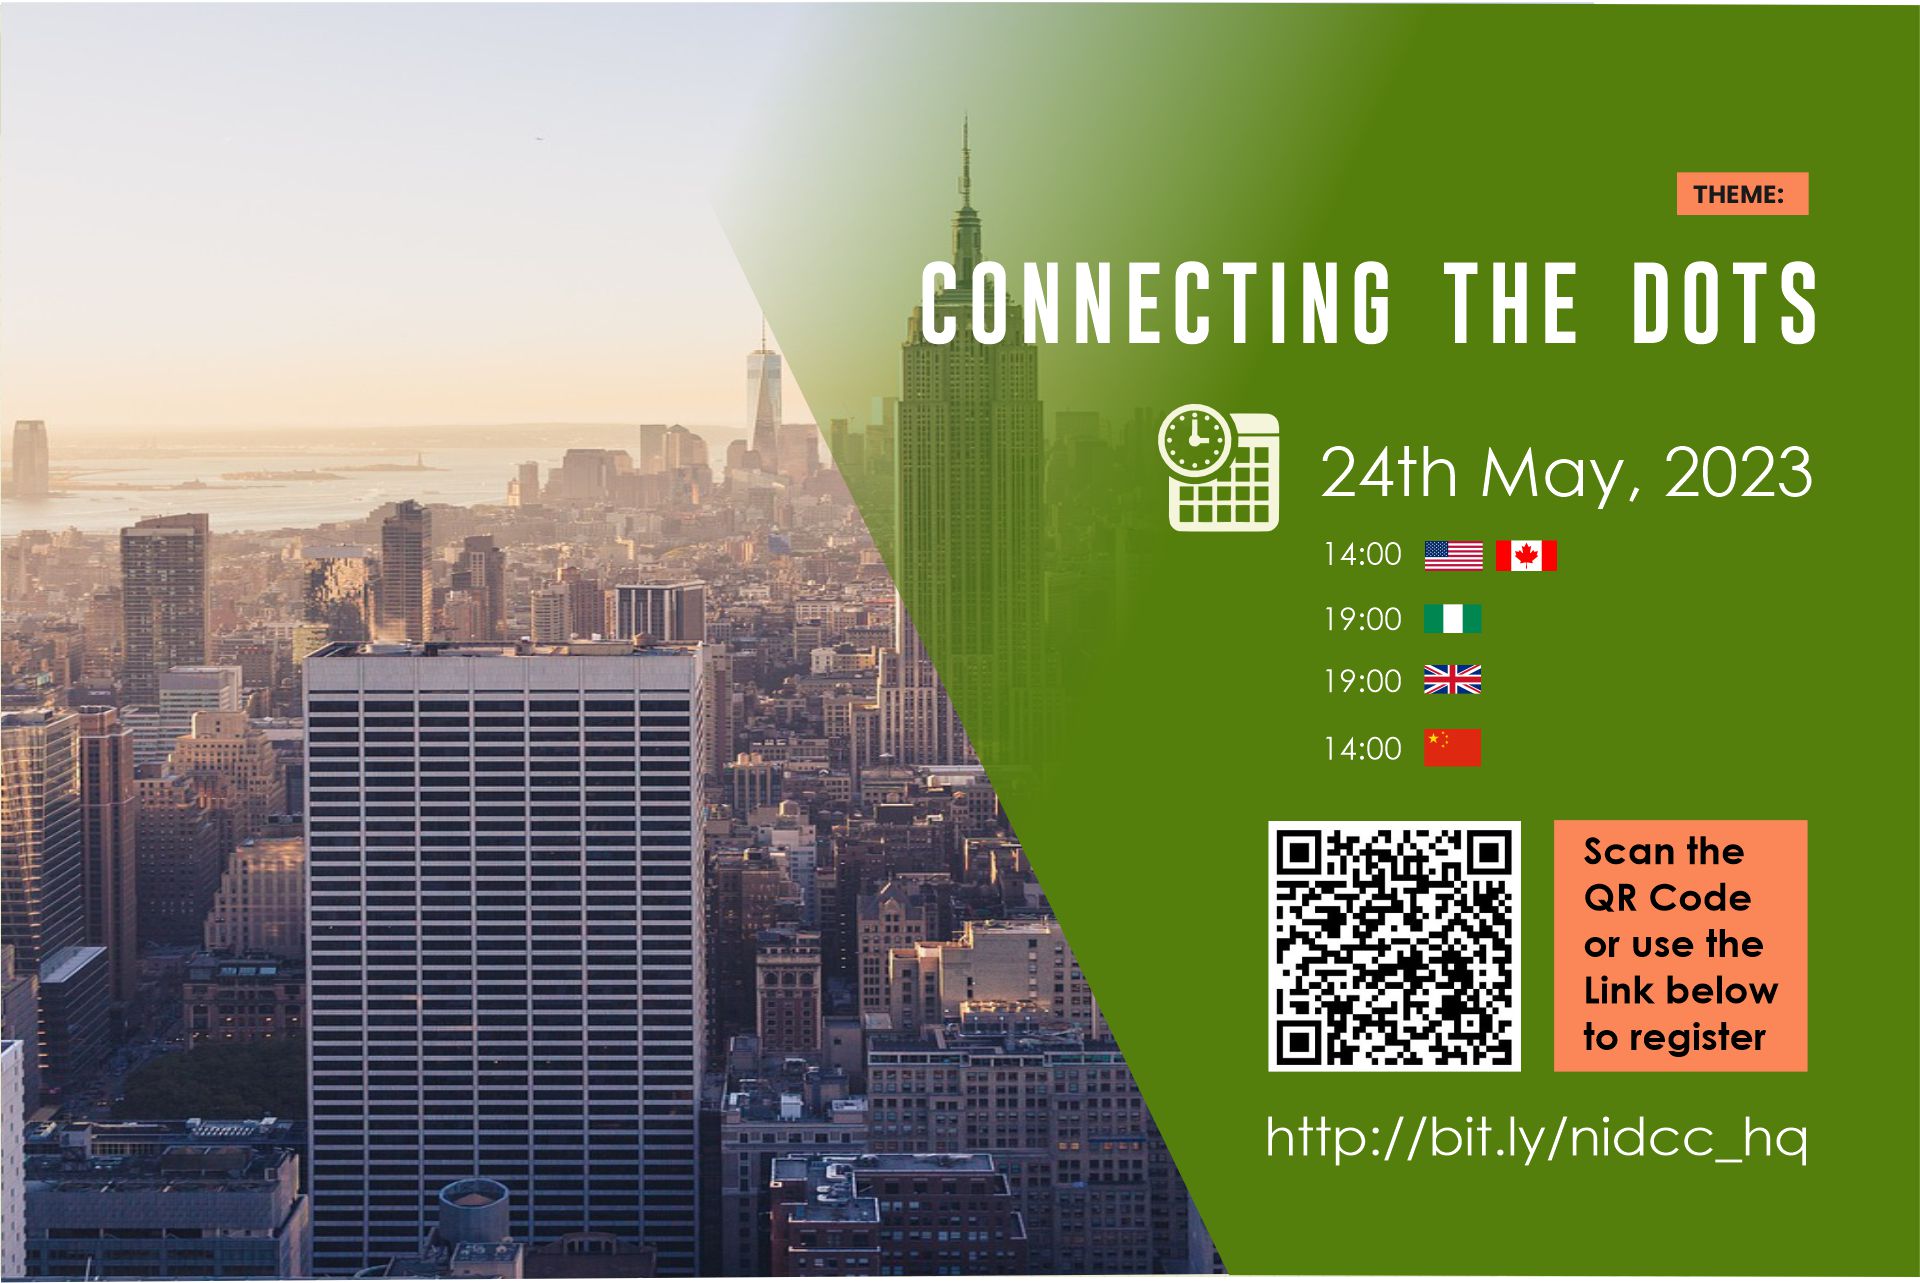 THEME:
CONNECTING THE DOTS
24th May, 2023
14:00
19:00
19:00
14:00
Scan the
QR Code
or use the
Link below
to register
http://bit.ly/nidcc_hq